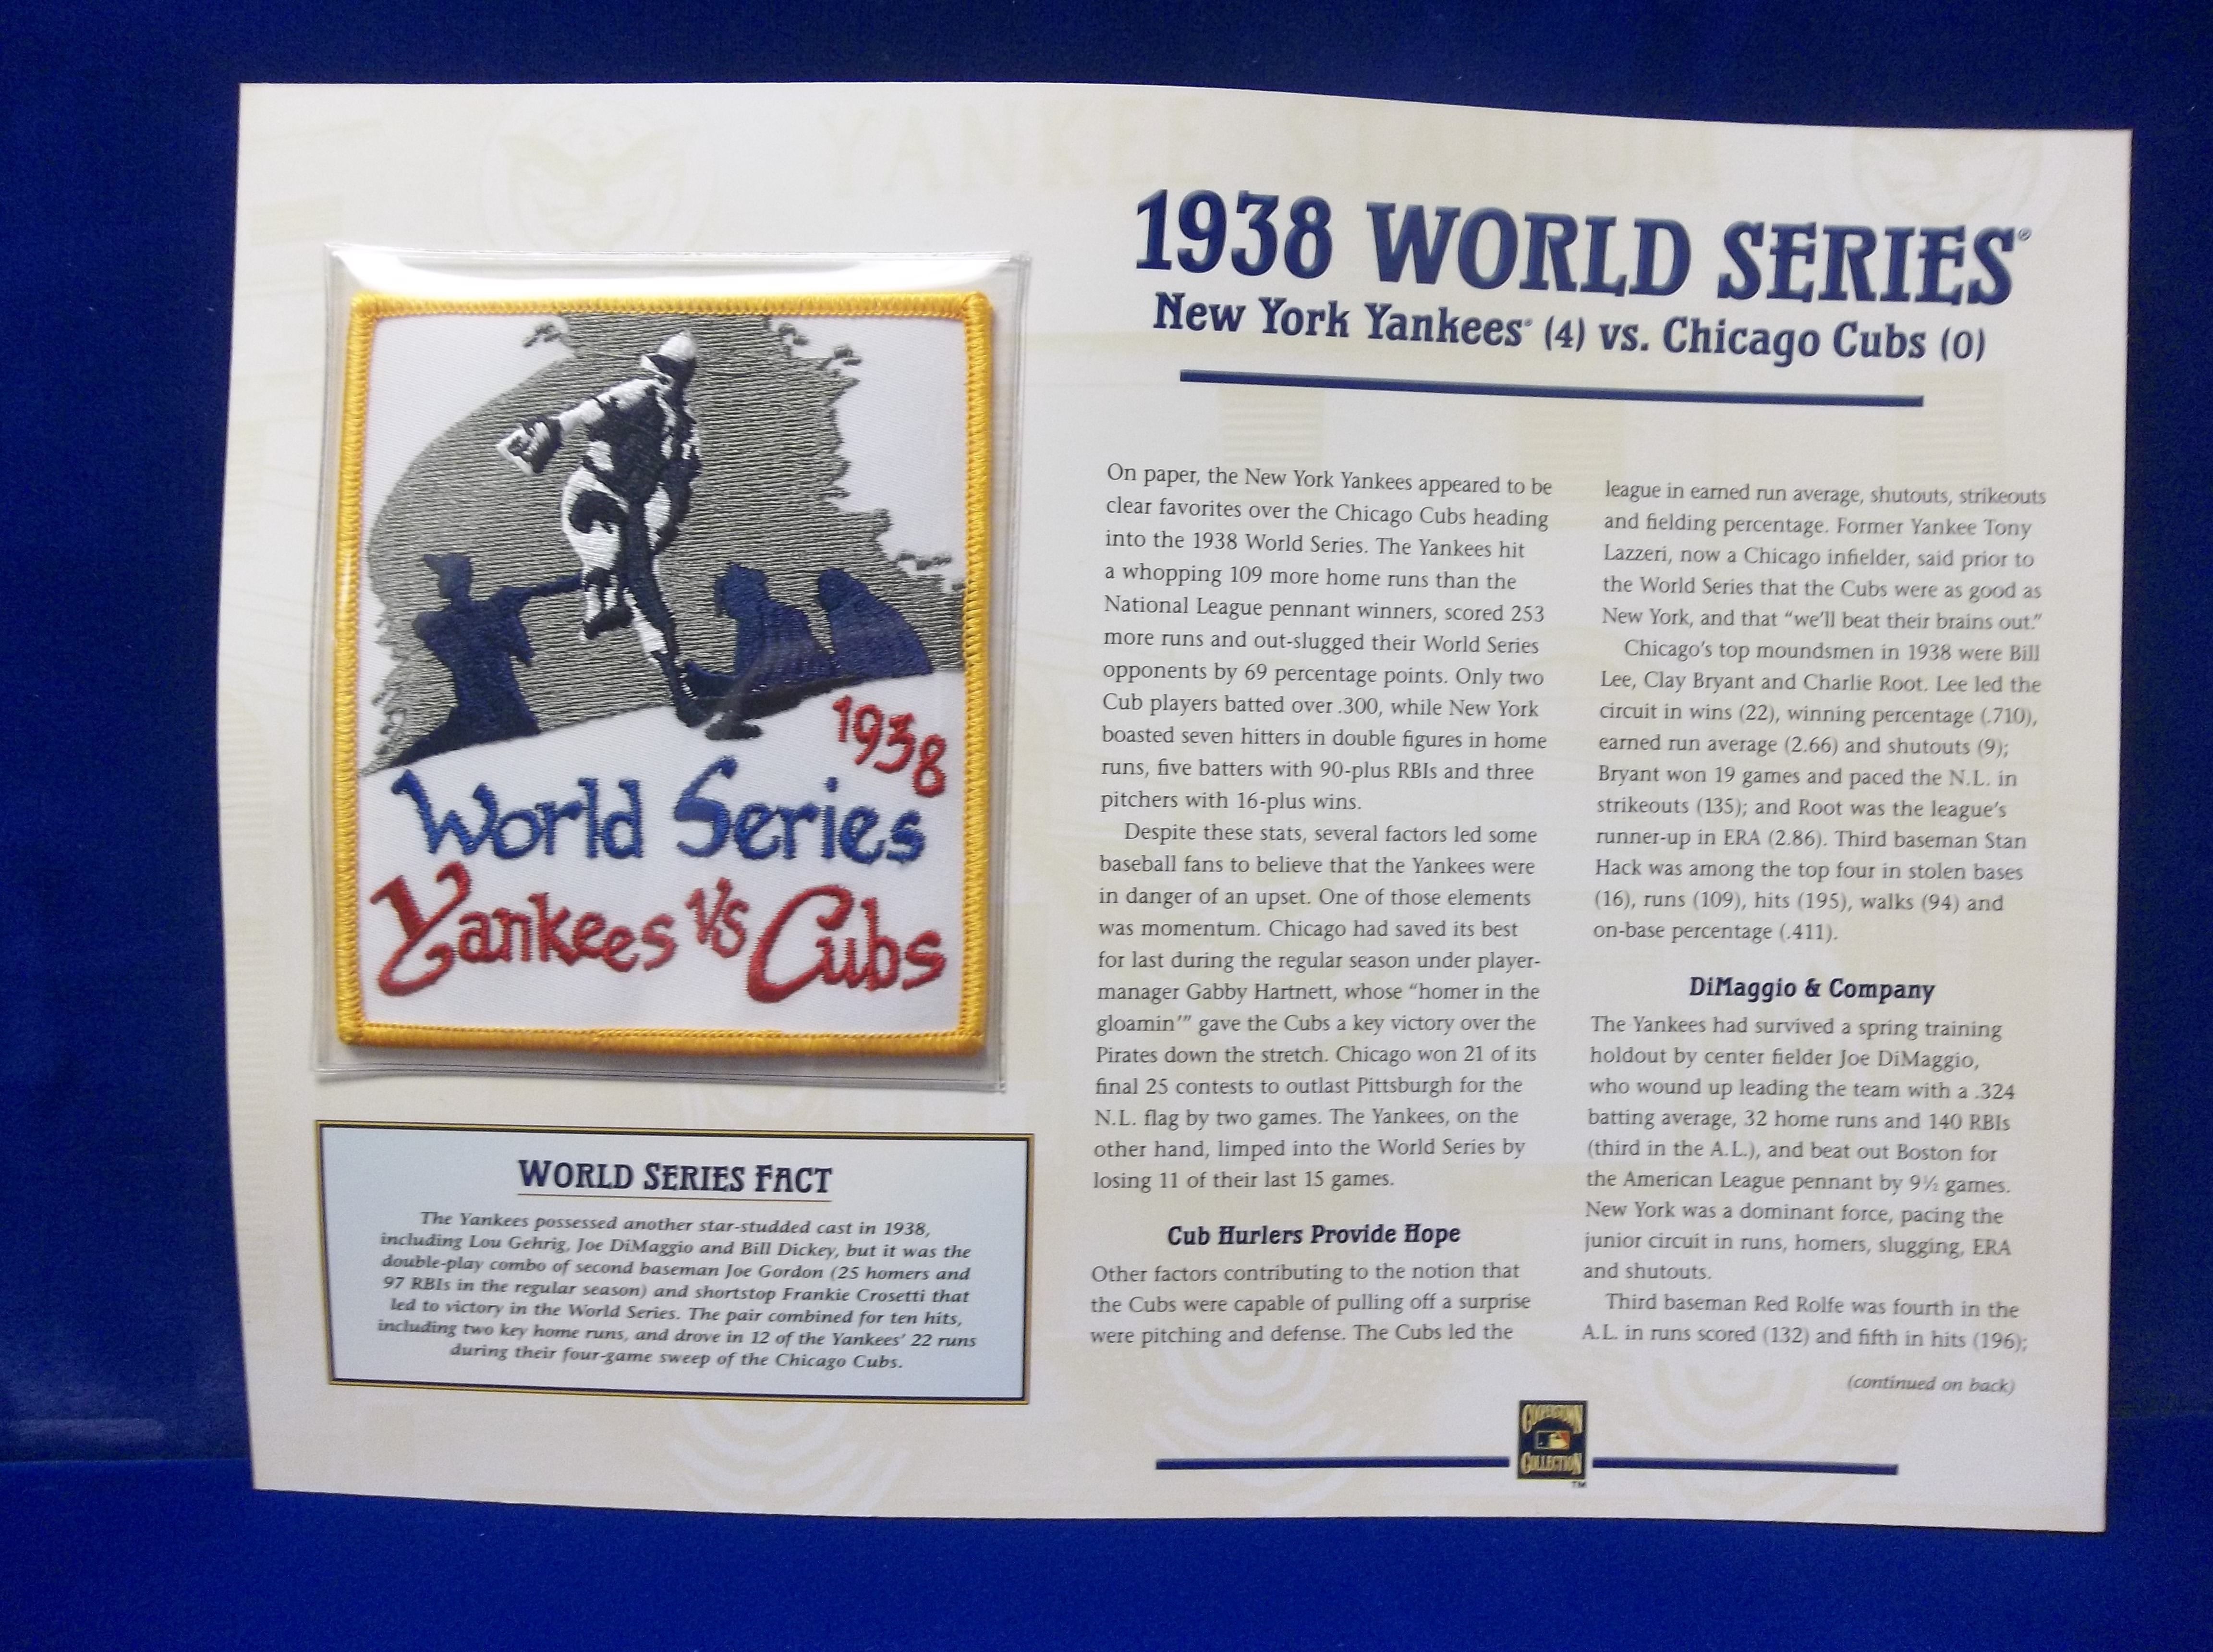 YANKEE STADIUM
1938 WORLD SERIES®
New York Yankees® (4) vs. Chicago Cubs (0)
1938
World Series
Yankees vs Cubs
WORLD SERIES FACT
The Yankees possessed another star-studded cast in 1938,
including Lou Gehrig, Joe DiMaggio and Bill Dickey, but it was the
double-play combo of second baseman Joe Gordon (25 homers and
97 RBIs in the regular season) and shortstop Frankie Crosetti that
led to victory in the World Series. The pair combined for ten hits,
including two key home runs, and drove in 12 of the Yankees' 22 runs
during their four-game sweep of the Chicago Cubs.
On paper, the New York Yankees appeared to be
clear favorites over the Chicago Cubs heading
into the 1938 World Series. The Yankees hit
a whopping 109 more home runs than the
National League pennant winners, scored 253
more runs and out-slugged their World Series
opponents by 69 percentage points. Only two
Cub players batted over .300, while New York
boasted seven hitters in double figures in home
runs, five batters with 90-plus RBIs and three
pitchers with 16-plus wins.
Despite these stats, several factors led some
baseball fans to believe that the Yankees were
in danger of an upset. One of those elements
was momentum. Chicago had saved its best
for last during the regular season under player-
manager Gabby Hartnett, whose “homer in the
gloamin'” gave the Cubs a key victory over the
Pirates down the stretch. Chicago won 21 of its
final 25 contests to outlast Pittsburgh for the
N.L. flag by two games. The Yankees, on the
other hand, limped into the World Series by
losing 11 of their last 15 games.
Cub Hurlers Provide Hope
Other factors contributing to the notion that
the Cubs were capable of pulling off a surprise
were pitching and defense. The Cubs led the
league in earned run average, shutouts, strikeouts
and fielding percentage. Former Yankee Tony
Lazzeri, now a Chicago infielder, said prior to
the World Series that the Cubs were as good as
New York, and that “we'll beat their brains out.”
Chicago's top moundsmen in 1938 were Bill
Lee, Clay Bryant and Charlie Root. Lee led the
circuit in wins (22), winning percentage (.710),
earned run average (2.66) and shutouts (9);
Bryant won 19 games and paced the N.L. in
strikeouts (135); and Root was the league's
runner-up in ERA (2.86). Third baseman Stan
Hack was among the top four in stolen bases
(16), runs (109), hits (195), walks (94) and
on-base percentage (.411).
DiMaggio & Company
The Yankees had survived a spring training
holdout by center fielder Joe DiMaggio,
who wound up leading the team with a .324
batting average, 32 home runs and 140 RBIs
(third in the A.L.), and beat out Boston for
the American League pennant by 9½ games.
New York was a dominant force, pacing the
junior circuit in runs, homers, slugging, ERA
and shutouts.
Third baseman Red Rolfe was fourth in the
A.L. in runs scored (132) and fifth in hits (196);
(continued on back)
COOPERSTOWN
COLLECTION
TM